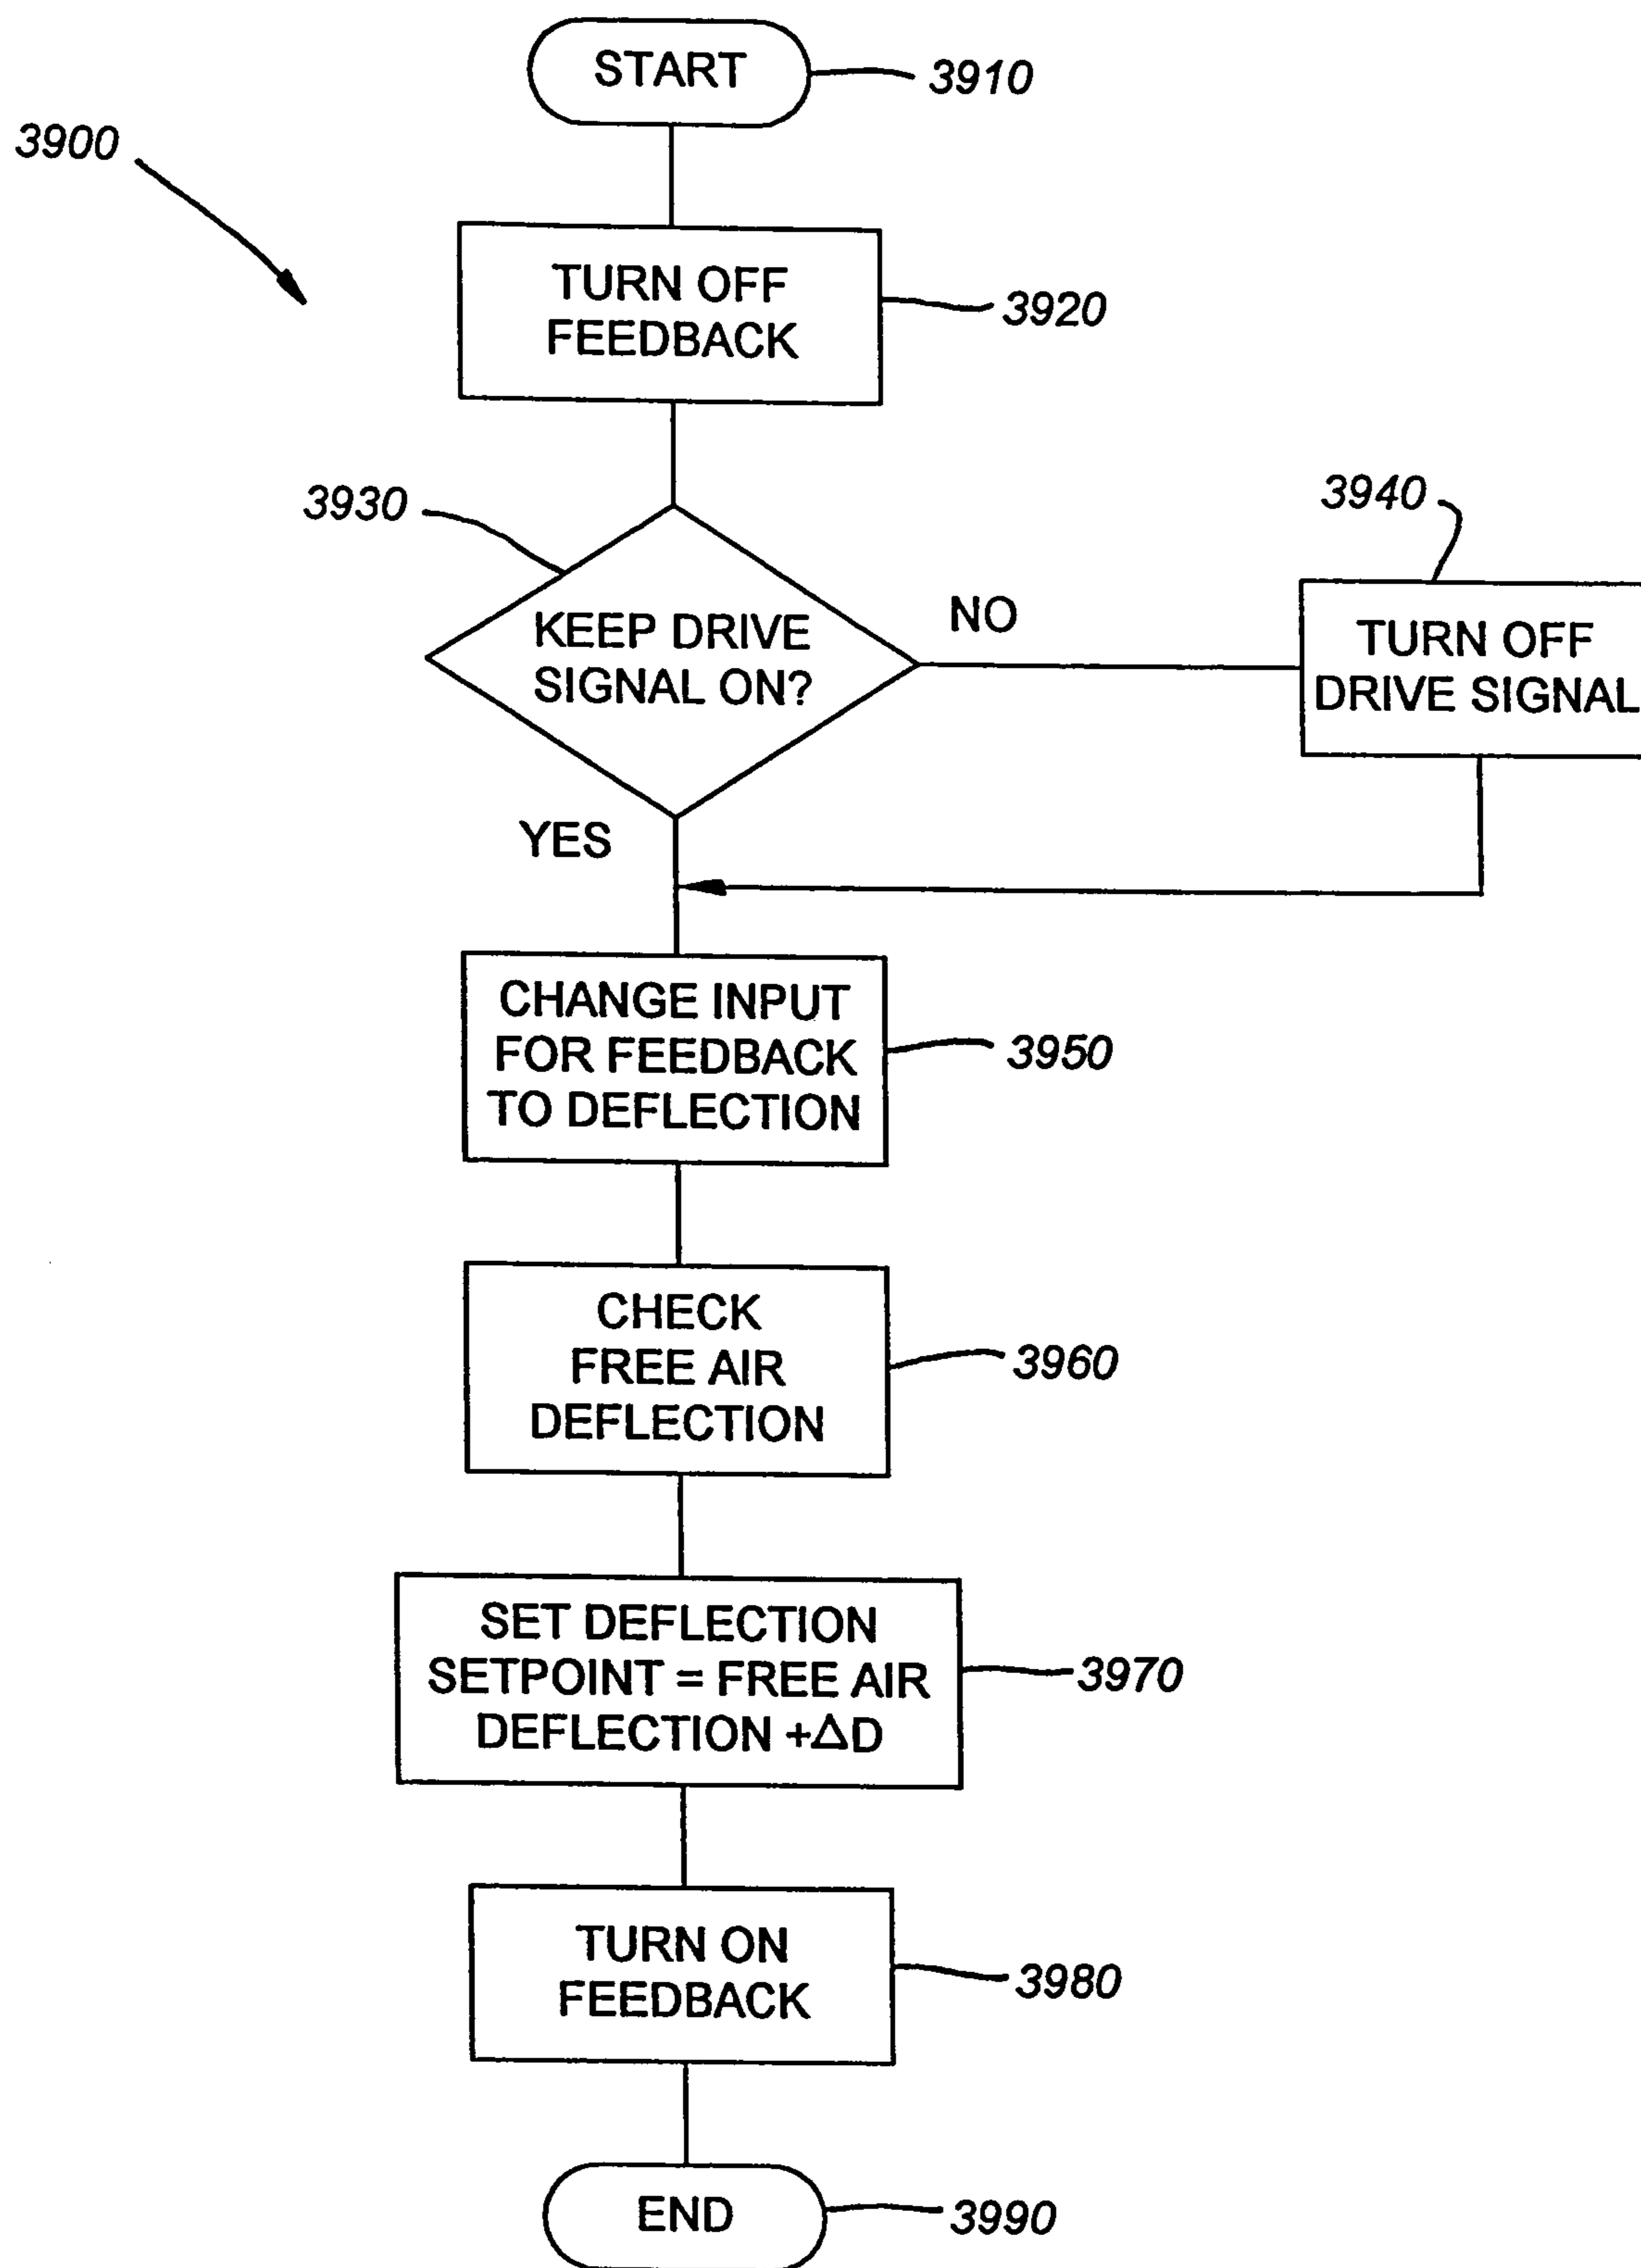 START
3910
3900
TURN OFF
FEEDBACK
3920
3930
KEEP DRIVE
SIGNAL ON?
NO
3940
TURN OFF
DRIVE SIGNAL
YES
CHANGE INPUT
FOR FEEDBACK
TO DEFLECTION
3950
CHECK
FREE AIR
DEFLECTION
3960
SET DEFLECTION
SETPOINT = FREE AIR
DEFLECTION +ΔD
3970
TURN ON
FEEDBACK
3980
END
3990